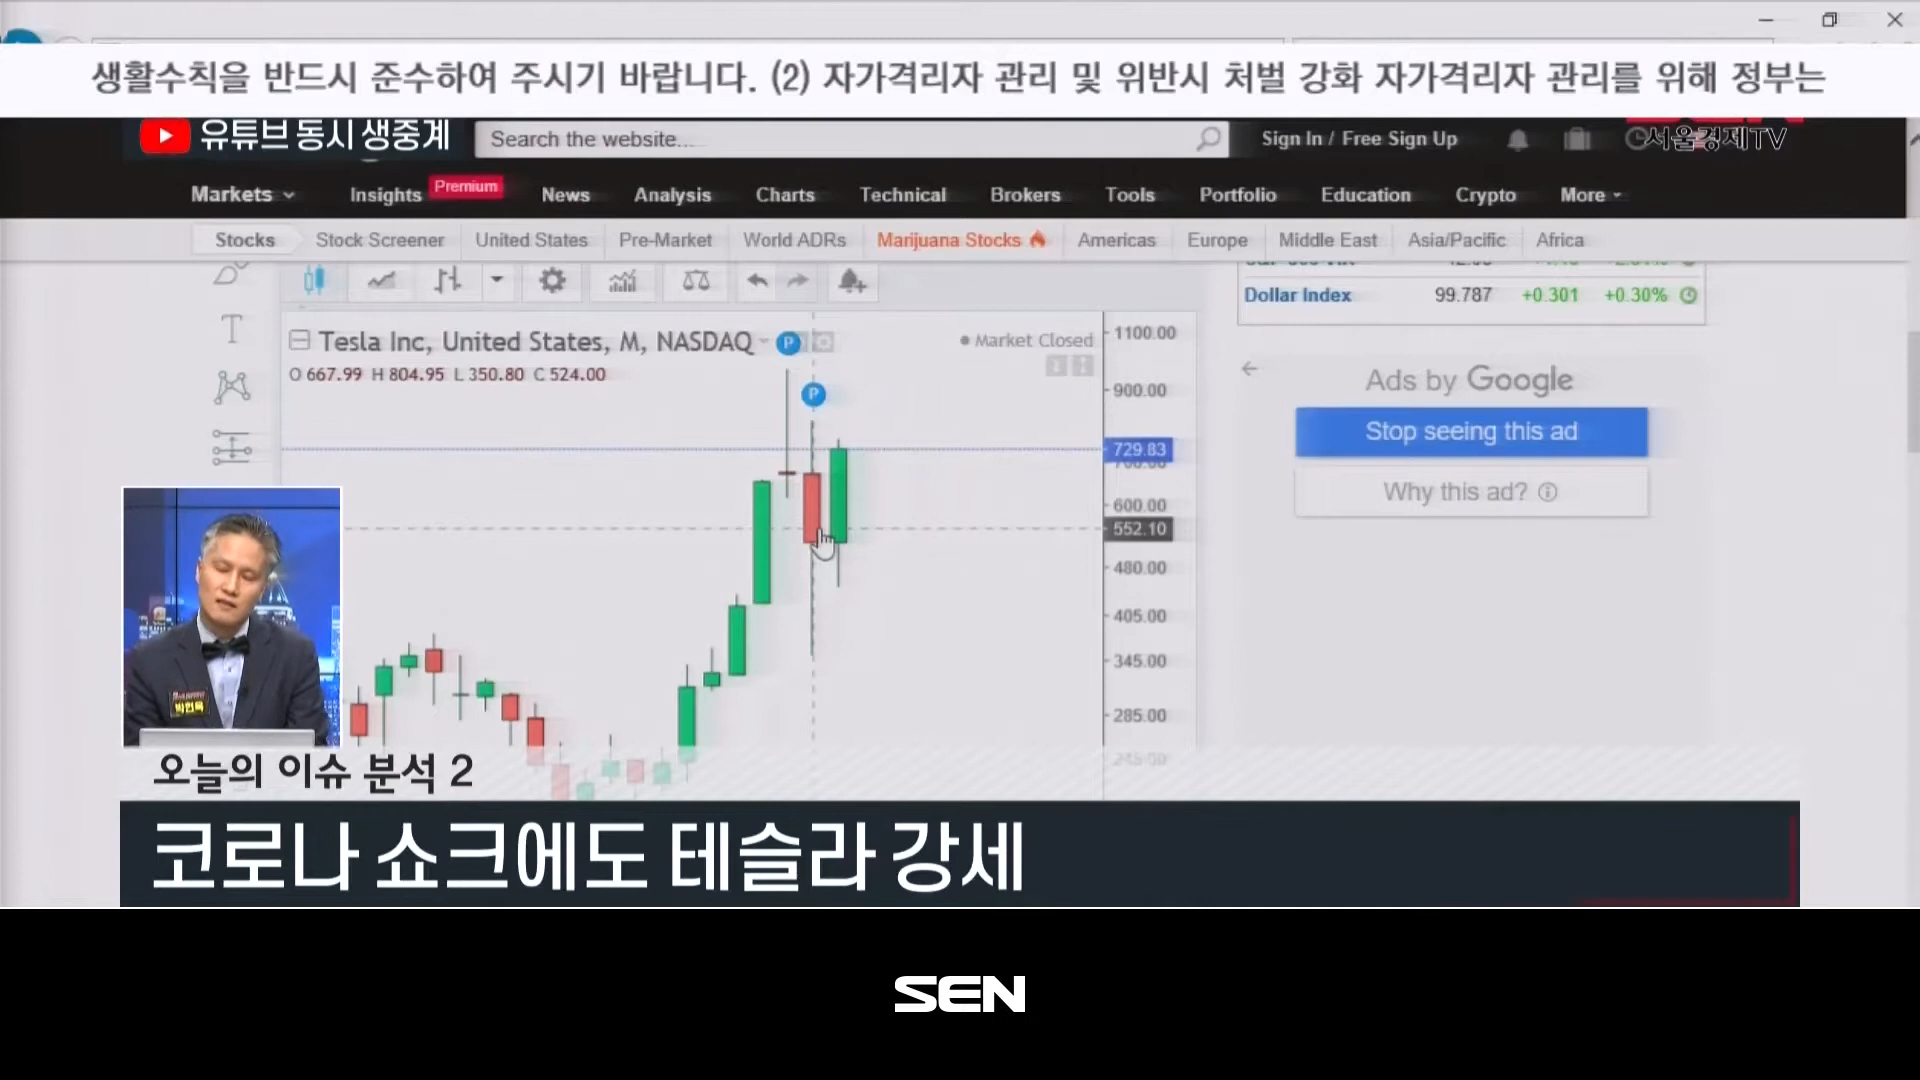 생활수칙을 반드시 준수하여 주시기 바랍니다. (2) 자가격리자 관리 및 위반시 처벌 강화 자가격리자 관리를 위해 정부는
유튜브 동시 생중계
Search the website...
Sign In / Free Sign Up
서울경제TV
Markets Insights Premium News Analysis Charts Technical Brokers Tools Portfolio Education Crypto More
Stocks Stock Screener United States Pre-Market World ADRs Marijuana Stocks Americas Europe Middle East Asia/Pacific Africa
Dollar Index 99.787 +0.301 +0.30%
Tesla Inc, United States, M, NASDAQ
Market Closed
O 667.99 H 804.95 L 350.80 C 524.00
P
P
1100.00
900.00
729.83
700.00
600.00
552.10
480.00
405.00
345.00
285.00
245.00
Ads by Google
Stop seeing this ad
Why this ad?
박현욱
오늘의 이슈 분석 2
코로나 쇼크에도 테슬라 강세
SEN